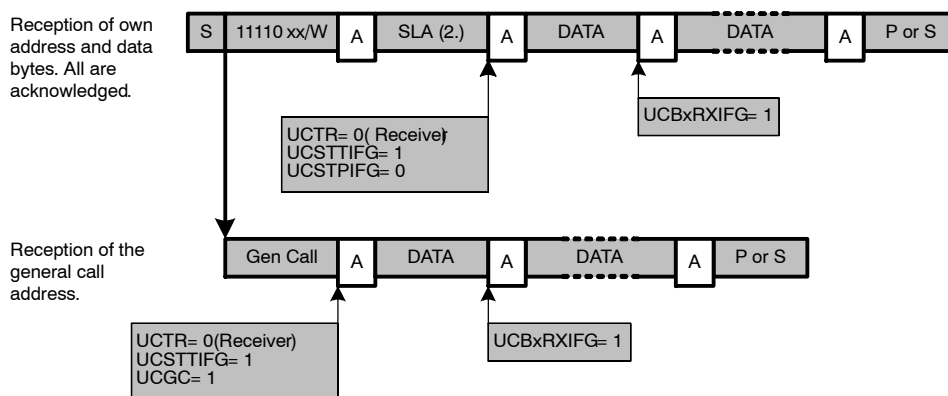 Reception of own
address and data
bytes. All are
acknowledged.
S 11110 xx/W A SLA (2.) A DATA A DATA A P or S
UCTR= 0( Receiver)
UCSTTIFG= 1
UCSTPIFG= 0
UCBxRXIFG= 1
Reception of the
general call
address.
Gen Call A DATA A DATA A P or S
UCTR= 0(Receiver)
UCSTTIFG= 1
UCGC= 1
UCBxRXIFG= 1